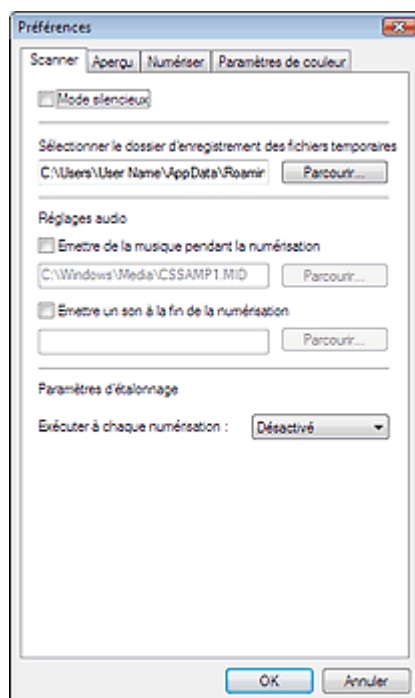 Préférences
Scanner Aperçu Numériser Paramètres de couleur
Mode silencieux
Sélectionner le dossier d'enregistrement des fichiers temporaires
C:\Users\User Name\AppData\Roamir Parcourir...
Réglages audio
Emettre de la musique pendant la numérisation
C:\Windows\Media\CSSAMP1.MID Parcourir...
Emettre un son à la fin de la numérisation
Parcourir...
Paramètres d'étalonnage
Exécuter à chaque numérisation : Désactivé
OK Annuler